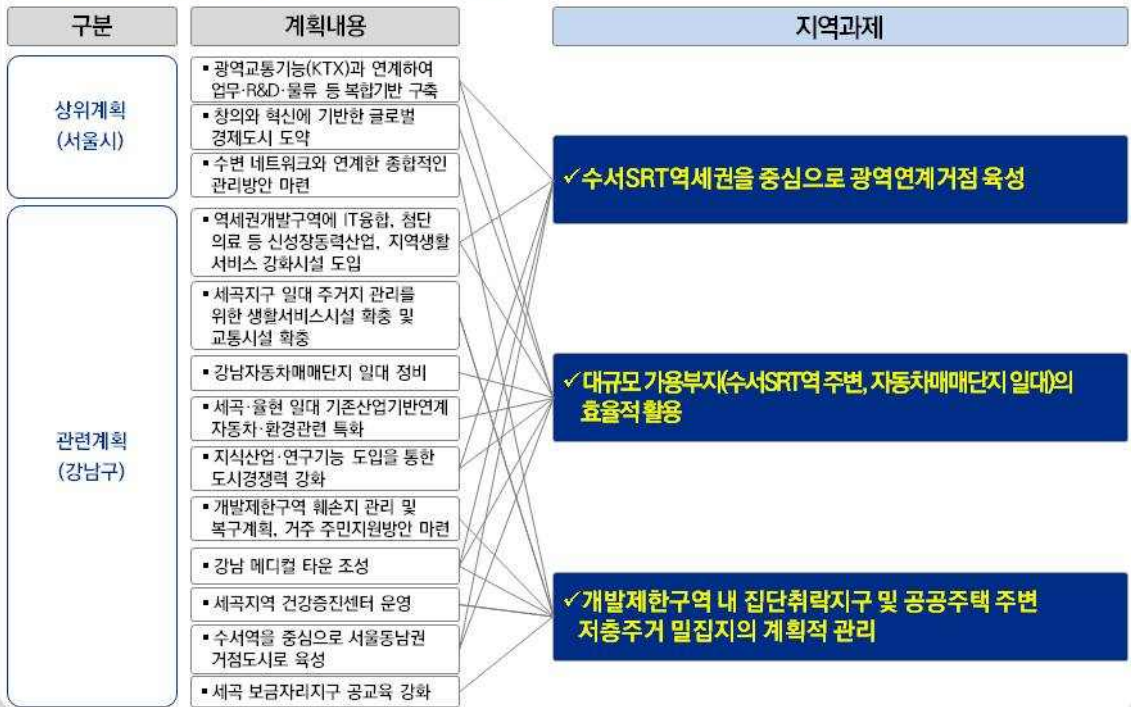 구분
계획내용
지역과제
상위계획
(서울시)
▪ 광역교통기능(KTX)과 연계하여
업무·R&D·물류 등 복합기반 구축
▪ 창의와 혁신에 기반한 글로벌
경제도시 도약
▪ 수변 네트워크와 연계한 종합적인
관리방안 마련
관련계획
(강남구)
▪ 역세권개발구역에 IT융합, 첨단
의료 등 신성장동력산업, 지역생활
서비스 강화시설 도입
▪ 세곡지구 일대 주거지 관리를
위한 생활서비스시설 확충 및
교통시설 확충
▪ 강남자동차매매단지 일대 정비
▪ 세곡·율현 일대 기존산업기반연계
자동차·환경관련 특화
▪ 지식산업·연구기능 도입을 통한
도시경쟁력 강화
▪ 개발제한구역 훼손지 관리 및
복구계획, 거주 주민지원방안 마련
▪ 강남 메디컬 타운 조성
▪ 세곡지역 건강증진센터 운영
▪ 수서역을 중심으로 서울동남권
거점도시로 육성
▪ 세곡 보금자리지구 공교육 강화
✓수서SRT역세권을 중심으로 광역연계거점 육성
✓대규모 가용부지(수서SRT역 주변, 자동차매매단지 일대)의
효율적 활용
✓개발제한구역 내 집단취락지구 및 공공주택 주변
저층주거 밀집지의 계획적 관리